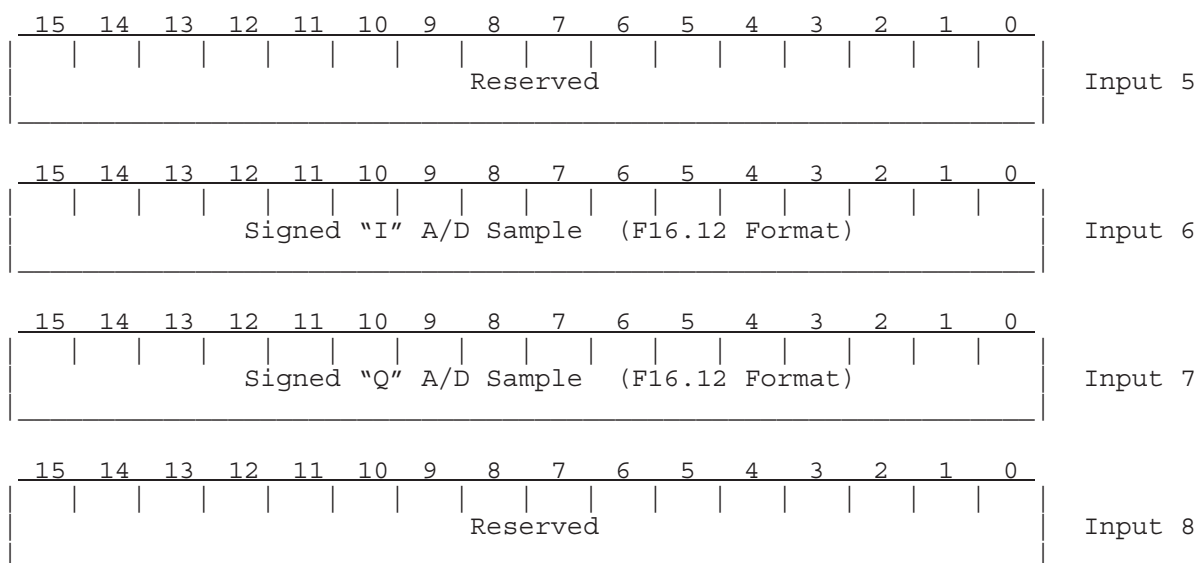 15 14 13 12 11 10 9 8 7 6 5 4 3 2 1 0
Reserved Input 5
15 14 13 12 11 10 9 8 7 6 5 4 3 2 1 0
Signed “I” A/D Sample (F16.12 Format) Input 6
15 14 13 12 11 10 9 8 7 6 5 4 3 2 1 0
Signed “Q” A/D Sample (F16.12 Format) Input 7
15 14 13 12 11 10 9 8 7 6 5 4 3 2 1 0
Reserved Input 8